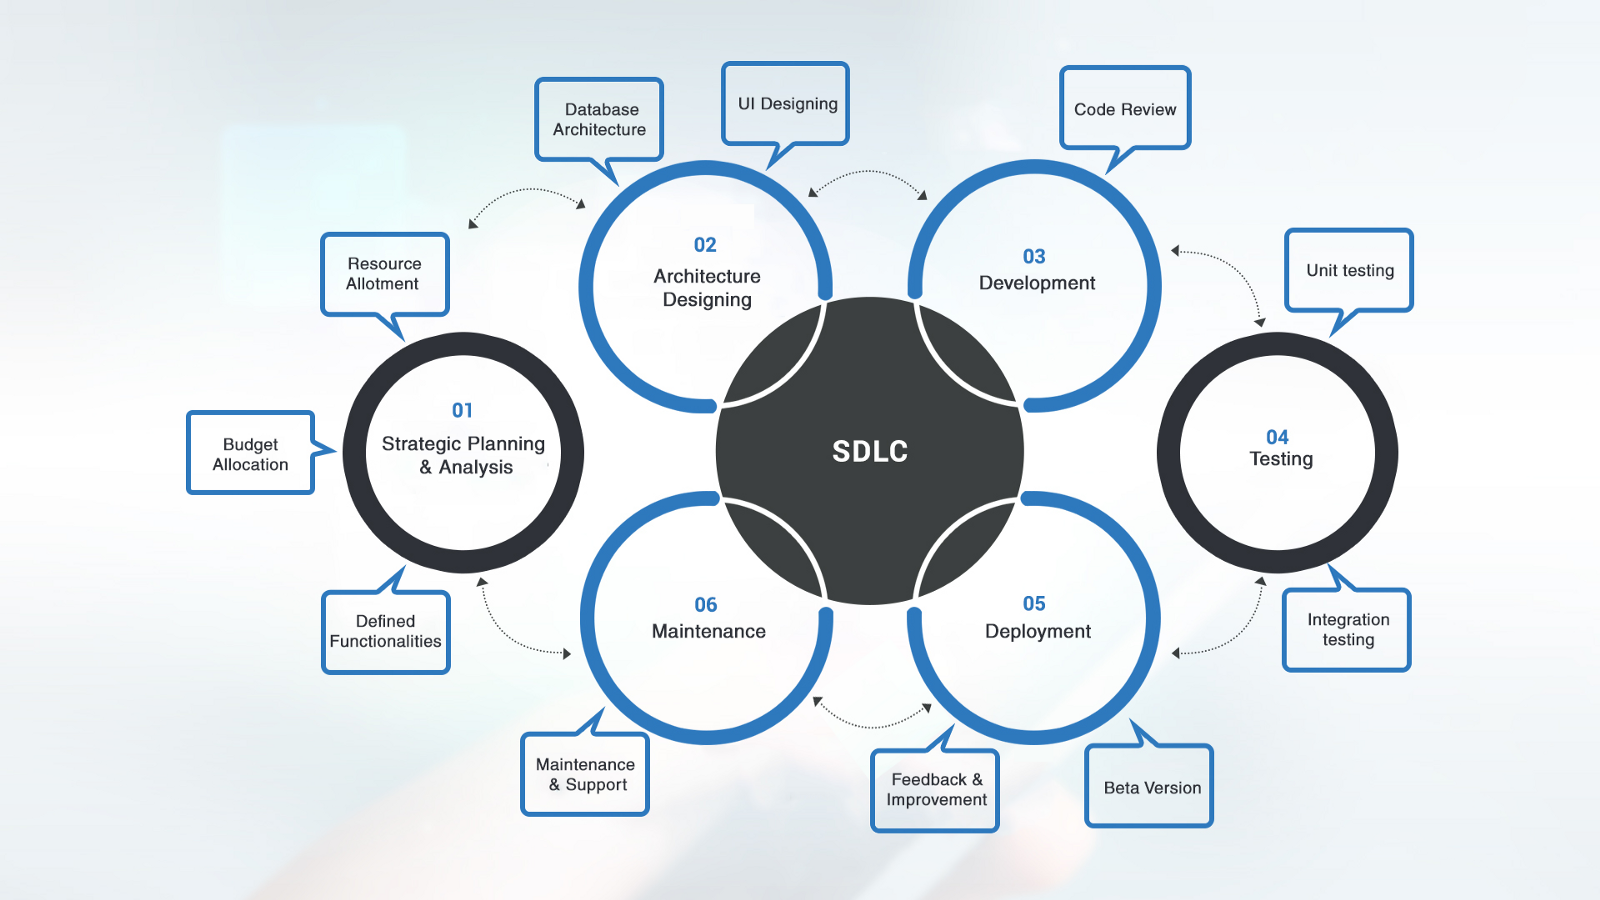 Database
Architecture
UI Designing
Code Review
Resource
Allotment
02
Architecture
Designing
03
Development
Unit testing
Budget
Allocation
01
Strategic Planning
& Analysis
SDLC
04
Testing
Defined
Functionalities
06
Maintenance
05
Deployment
Integration
testing
Maintenance
& Support
Feedback &
Improvement
Beta Version